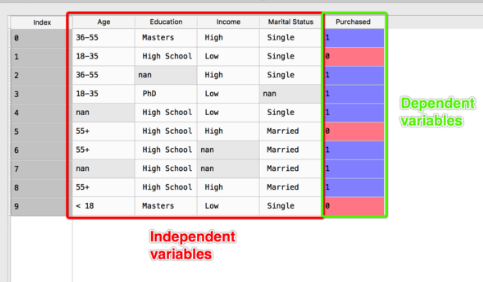 Index Age Education Income Marital Status Purchased
0 36-55 Masters High Single 1
1 18-35 High School Low Single 0
2 36-55 nan High Single 1
3 18-35 PhD Low nan 1
4 nan High School Low Single 1
5 55+ High School High Married 0
6 55+ High School nan Married 1
7 nan High School nan Married 1
8 55+ High School High Married 1
9 < 18 Masters Low Single 0
Dependent
variables
Independent
variables